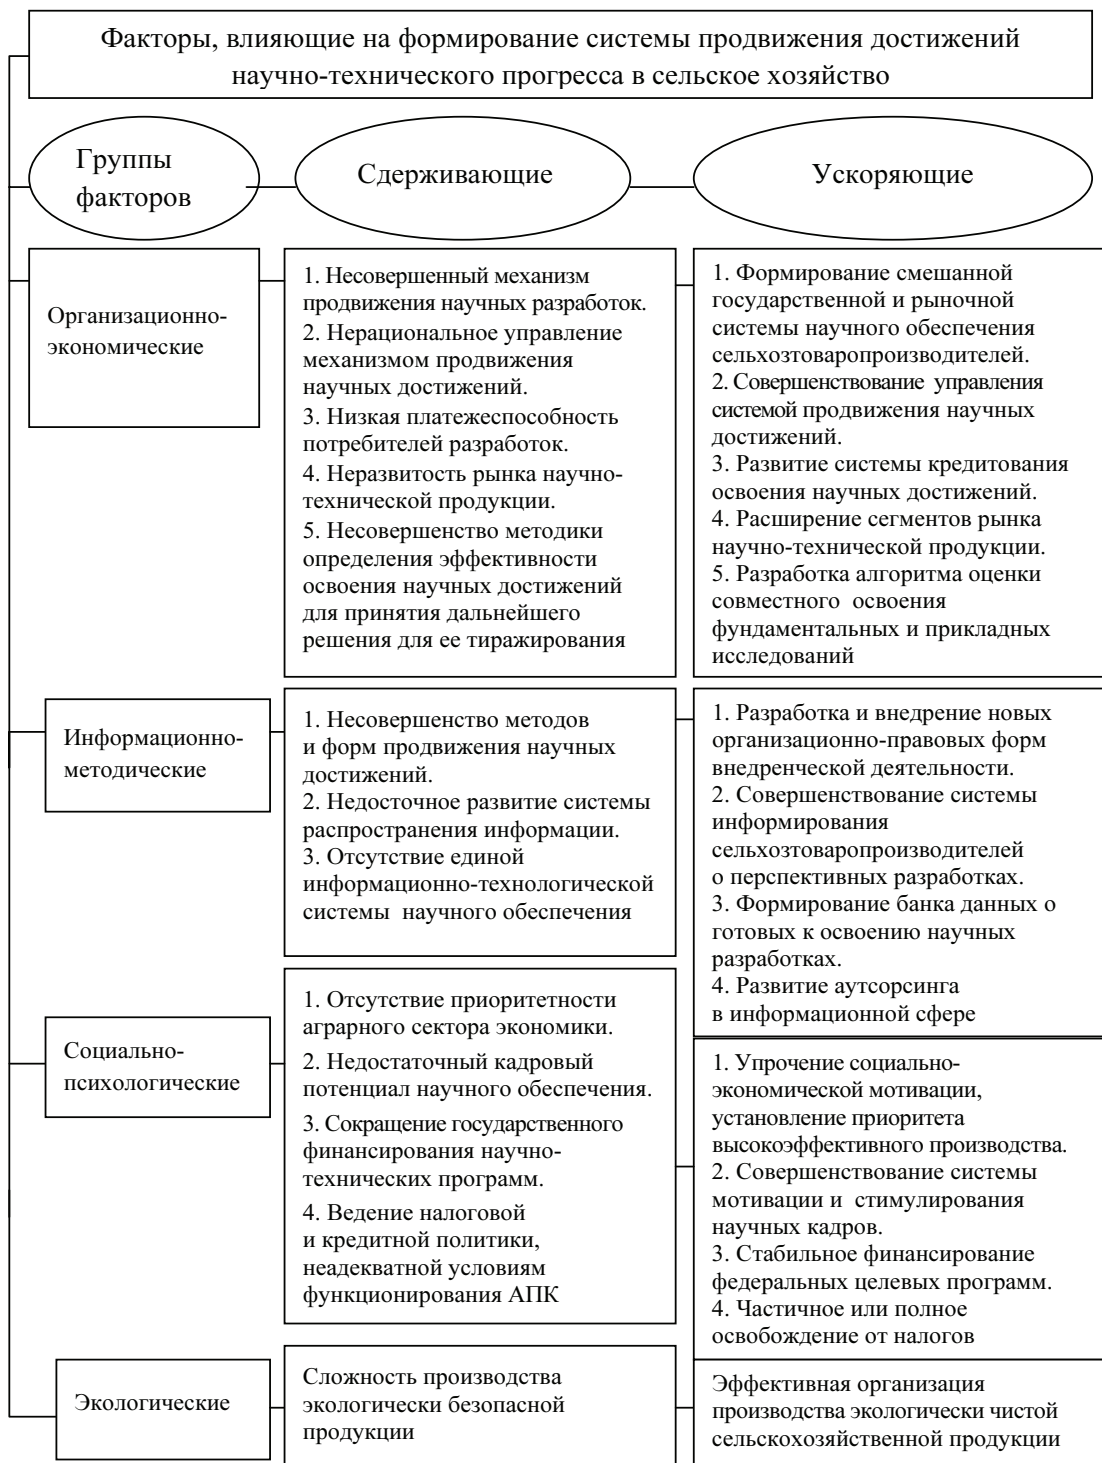 Факторы, влияющие на формирование системы продвижения достижений
научно-технического прогресса в сельское хозяйство
Группы
факторов
Сдерживающие
Ускоряющие
Организационно-
экономические
1. Несовершенный механизм
продвижения научных разработок.
2. Нерациональное управление
механизмом продвижения
научных достижений.
3. Низкая платежеспособность
потребителей разработок.
4. Неразвитость рынка научно-
технической продукции.
5. Несовершенство методики
определения эффективности
освоения научных достижений
для принятия дальнейшего
решения для ее тиражирования
1. Формирование смешанной
государственной и рыночной
системы научного обеспечения
сельхозтоваропроизводителей.
2. Совершенствование управления
системой продвижения научных
достижений.
3. Развитие системы кредитования
освоения научных достижений.
4. Расширение сегментов рынка
научно-технической продукции.
5. Разработка алгоритма оценки
совместного освоения
фундаментальных и прикладных
исследований
Информационно-
методические
1. Несовершенство методов
и форм продвижения научных
достижений.
2. Недосточное развитие системы
распространения информации.
3. Отсутствие единой
информационно-технологической
системы научного обеспечения
1. Разработка и внедрение новых
организационно-правовых форм
внедренческой деятельности.
2. Совершенствование системы
информирования
сельхозтоваропроизводителей
о перспективных разработках.
3. Формирование банка данных о
готовых к освоению научных
разработках.
4. Развитие аутсорсинга
в информационной сфере
Социально-
психологические
1. Отсутствие приоритетности
аграрного сектора экономики.
2. Недостаточный кадровый
потенциал научного обеспечения.
3. Сокращение государственного
финансирования научно-
технических программ.
4. Ведение налоговой
и кредитной политики,
неадекватной условиям
функционирования АПК
1. Упрочение социально-
экономической мотивации,
установление приоритета
высокоэффективного производства.
2. Совершенствование системы
мотивации и стимулирования
научных кадров.
3. Стабильное финансирование
федеральных целевых программ.
4. Частичное или полное
освобождение от налогов
Экологические
Сложность производства
экологически безопасной
продукции
Эффективная организация
производства экологически чистой
сельскохозяйственной продукции